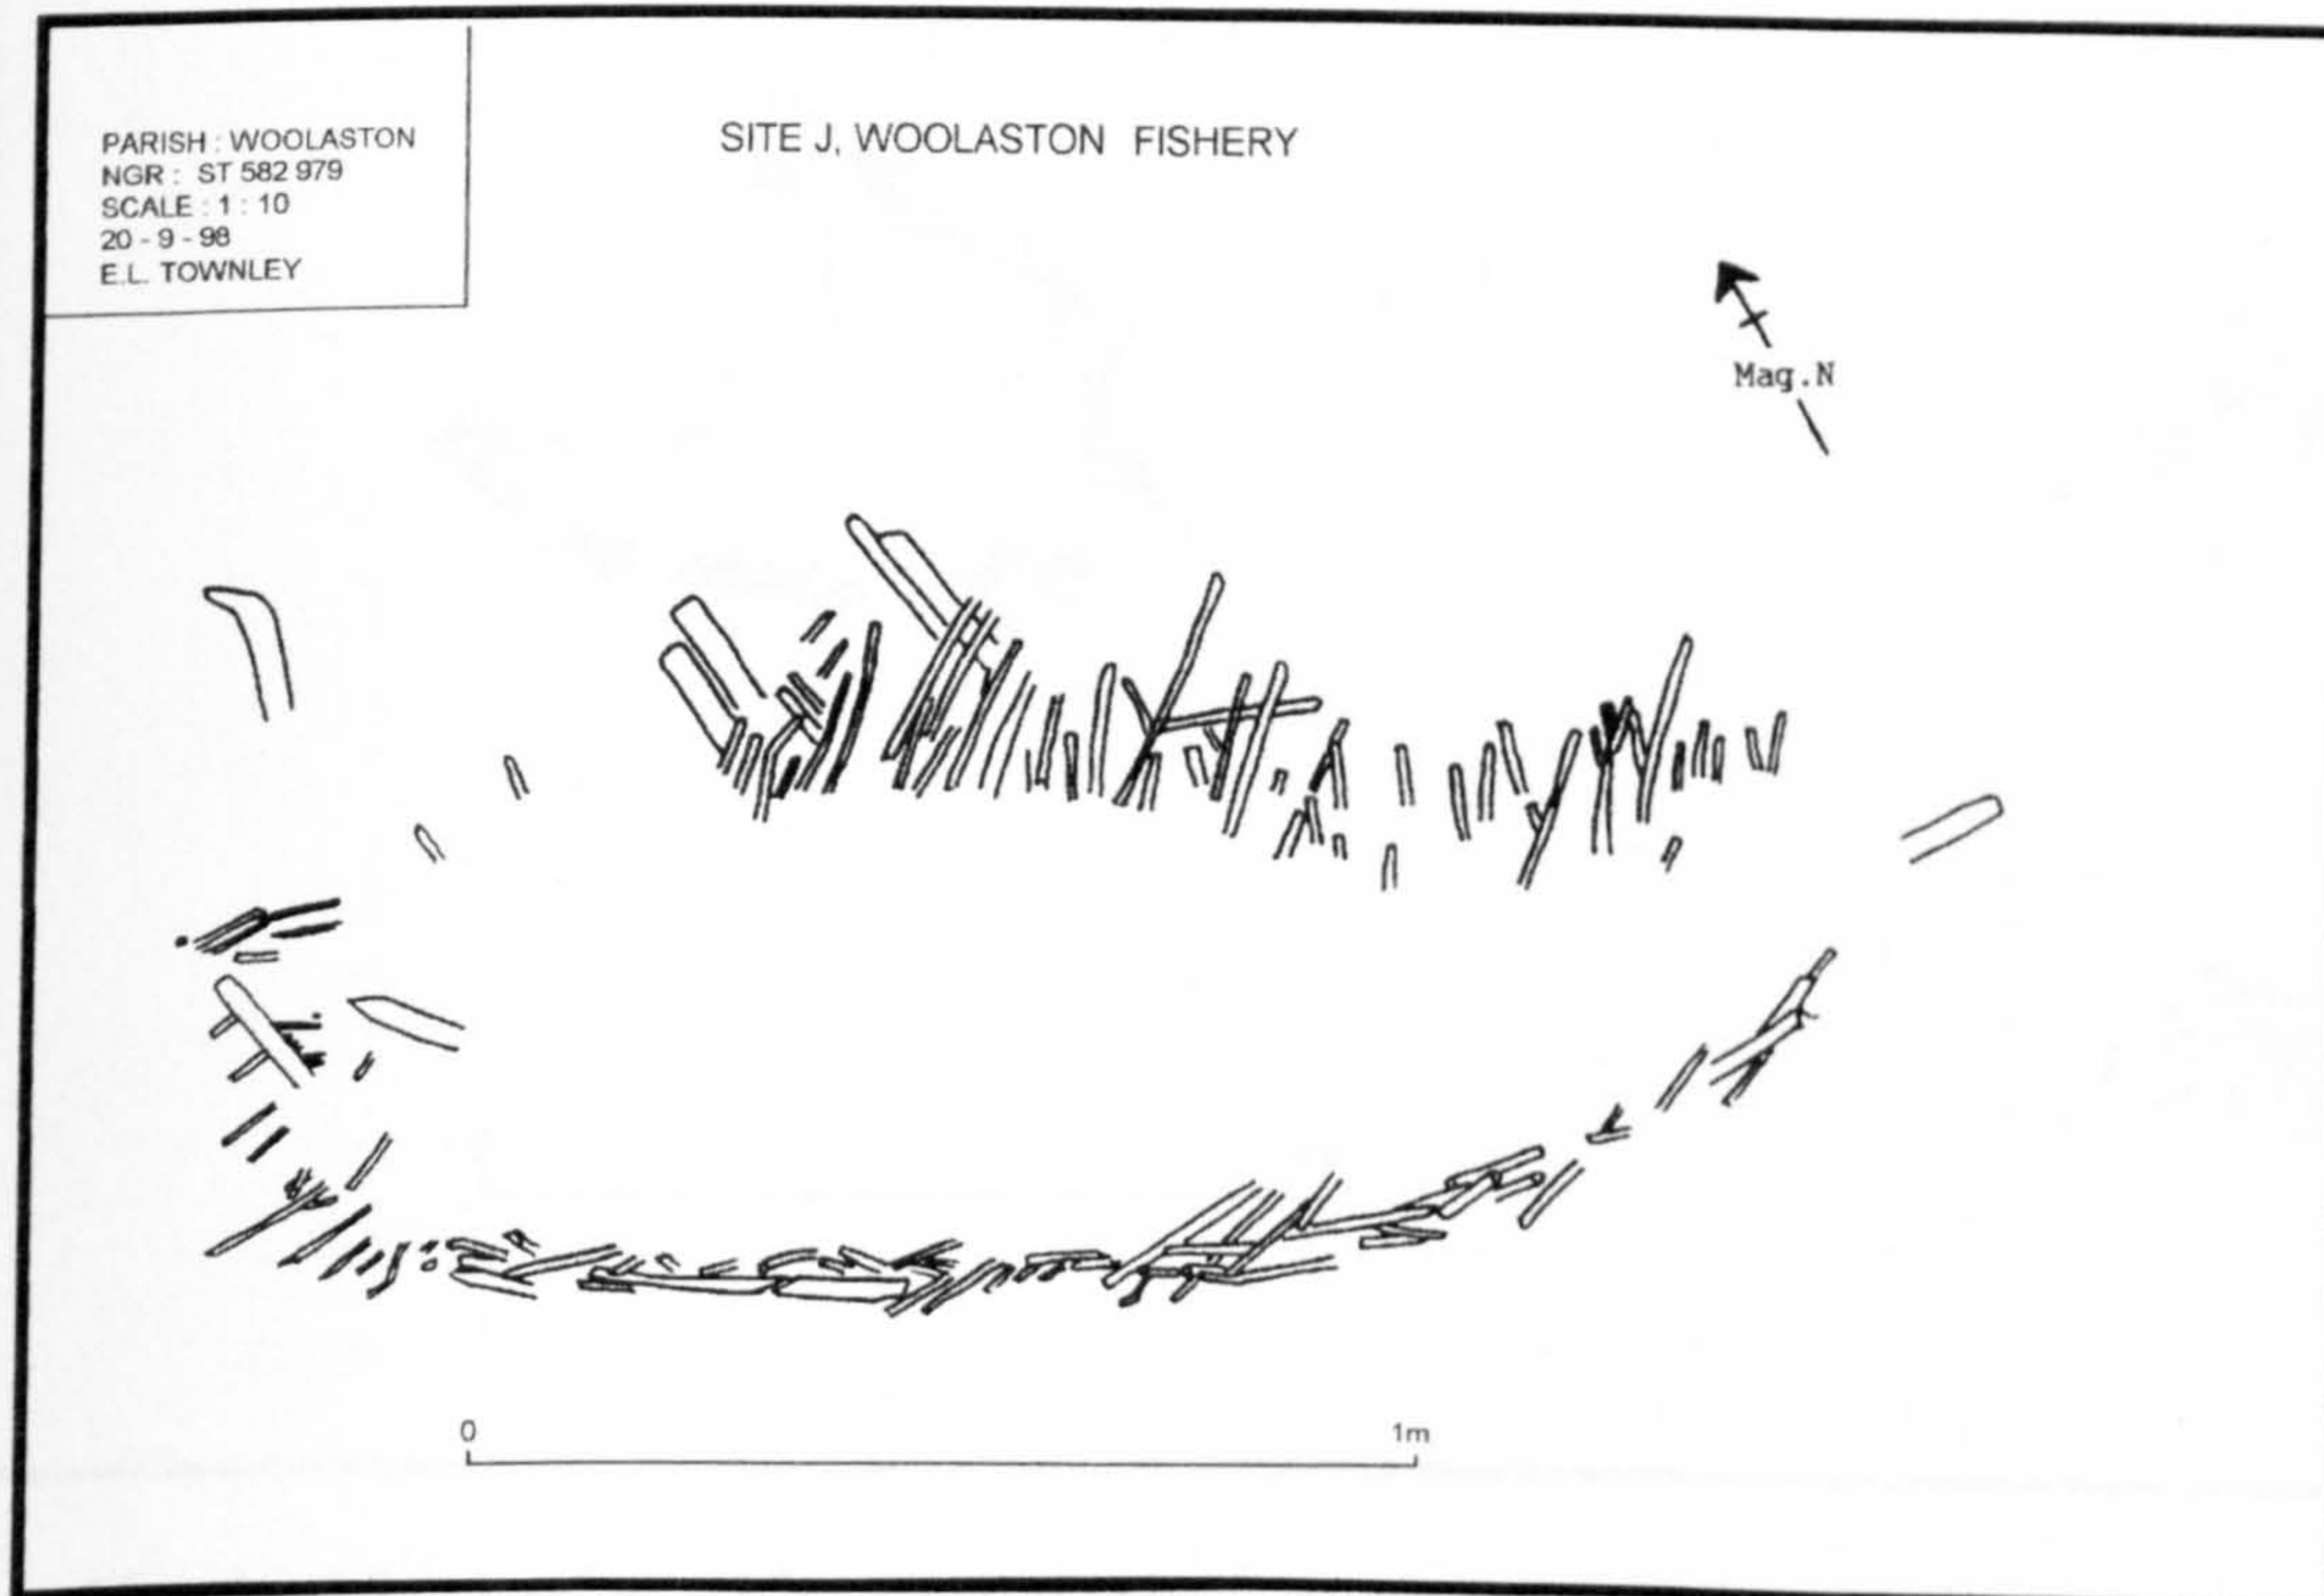 PARISH : WOOLASTON
NGR : ST 582 979
SCALE : 1 : 10
20 - 9 - 98
E.L. TOWNLEY
SITE J, WOOLASTON FISHERY
Mag.N
0 1m